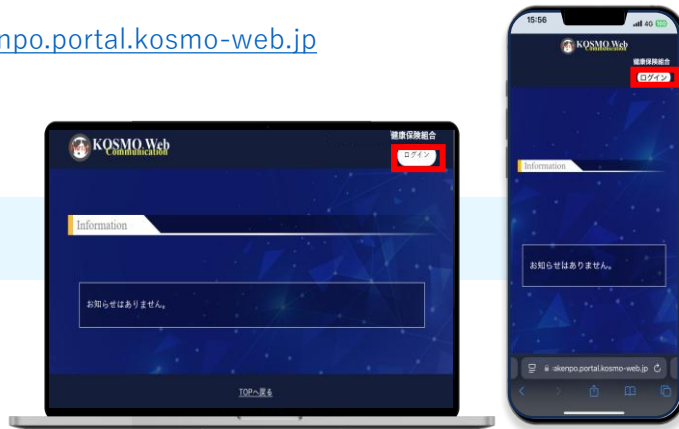 npo.portal.kosmo-web.jp
KOSMO Web
Communication
健康保険組合
ログイン
Information
お知らせはありません。
TOPへ戻る
15:56
4G
KOSMO Web
健康保険組合
ログイン
Information
お知らせはありません。
akenpo.portal.kosmo-web.jp